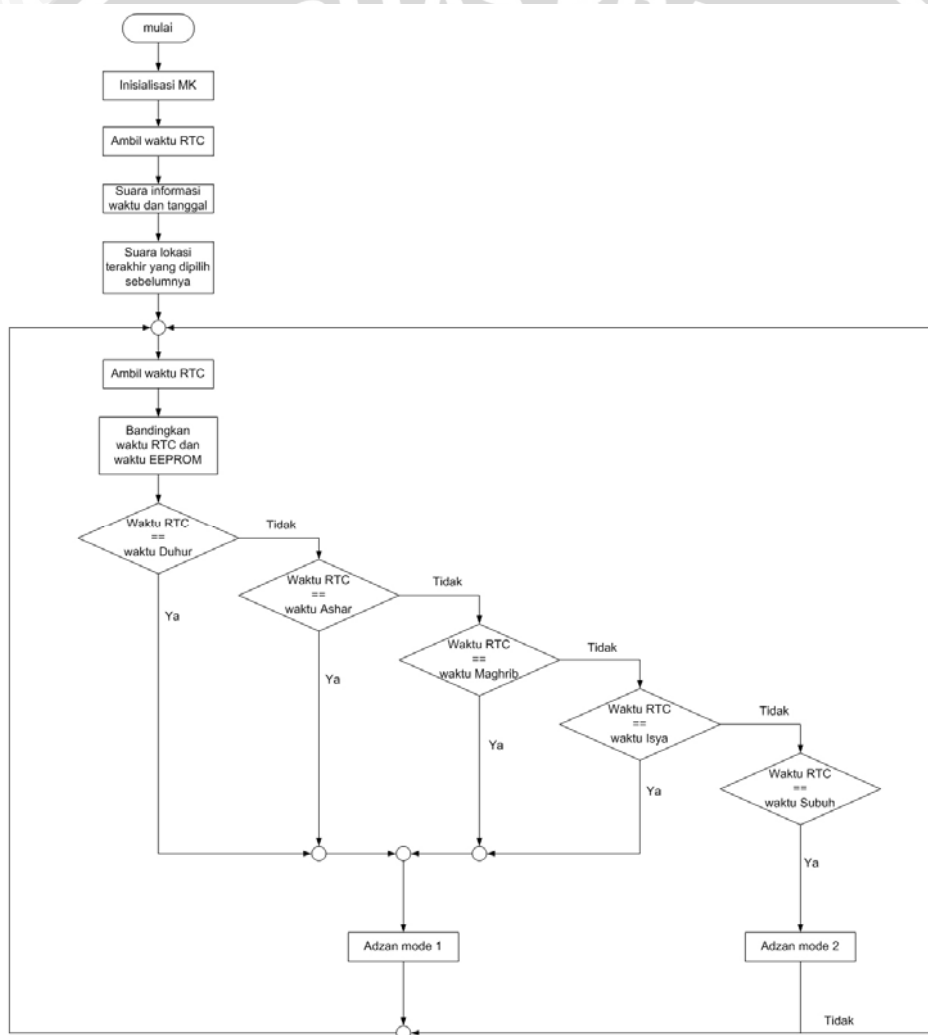 mulai
Inisialisasi MK
Ambil waktu RTC
Suara informasi
waktu dan tanggal
Suara lokasi
terakhir yang dipilih
sebelumnya
Ambil waktu RTC
Bandingkan
waktu RTC dan
waktu EEPROM
Waktu RTC
==
waktu Duhur
Tidak
Ya
Waktu RTC
==
waktu Ashar
Tidak
Ya
Waktu RTC
==
waktu Maghrib
Tidak
Ya
Waktu RTC
==
waktu Isya
Tidak
Ya
Waktu RTC
==
waktu Subuh
Ya
Adzan mode 1
Adzan mode 2
Tidak